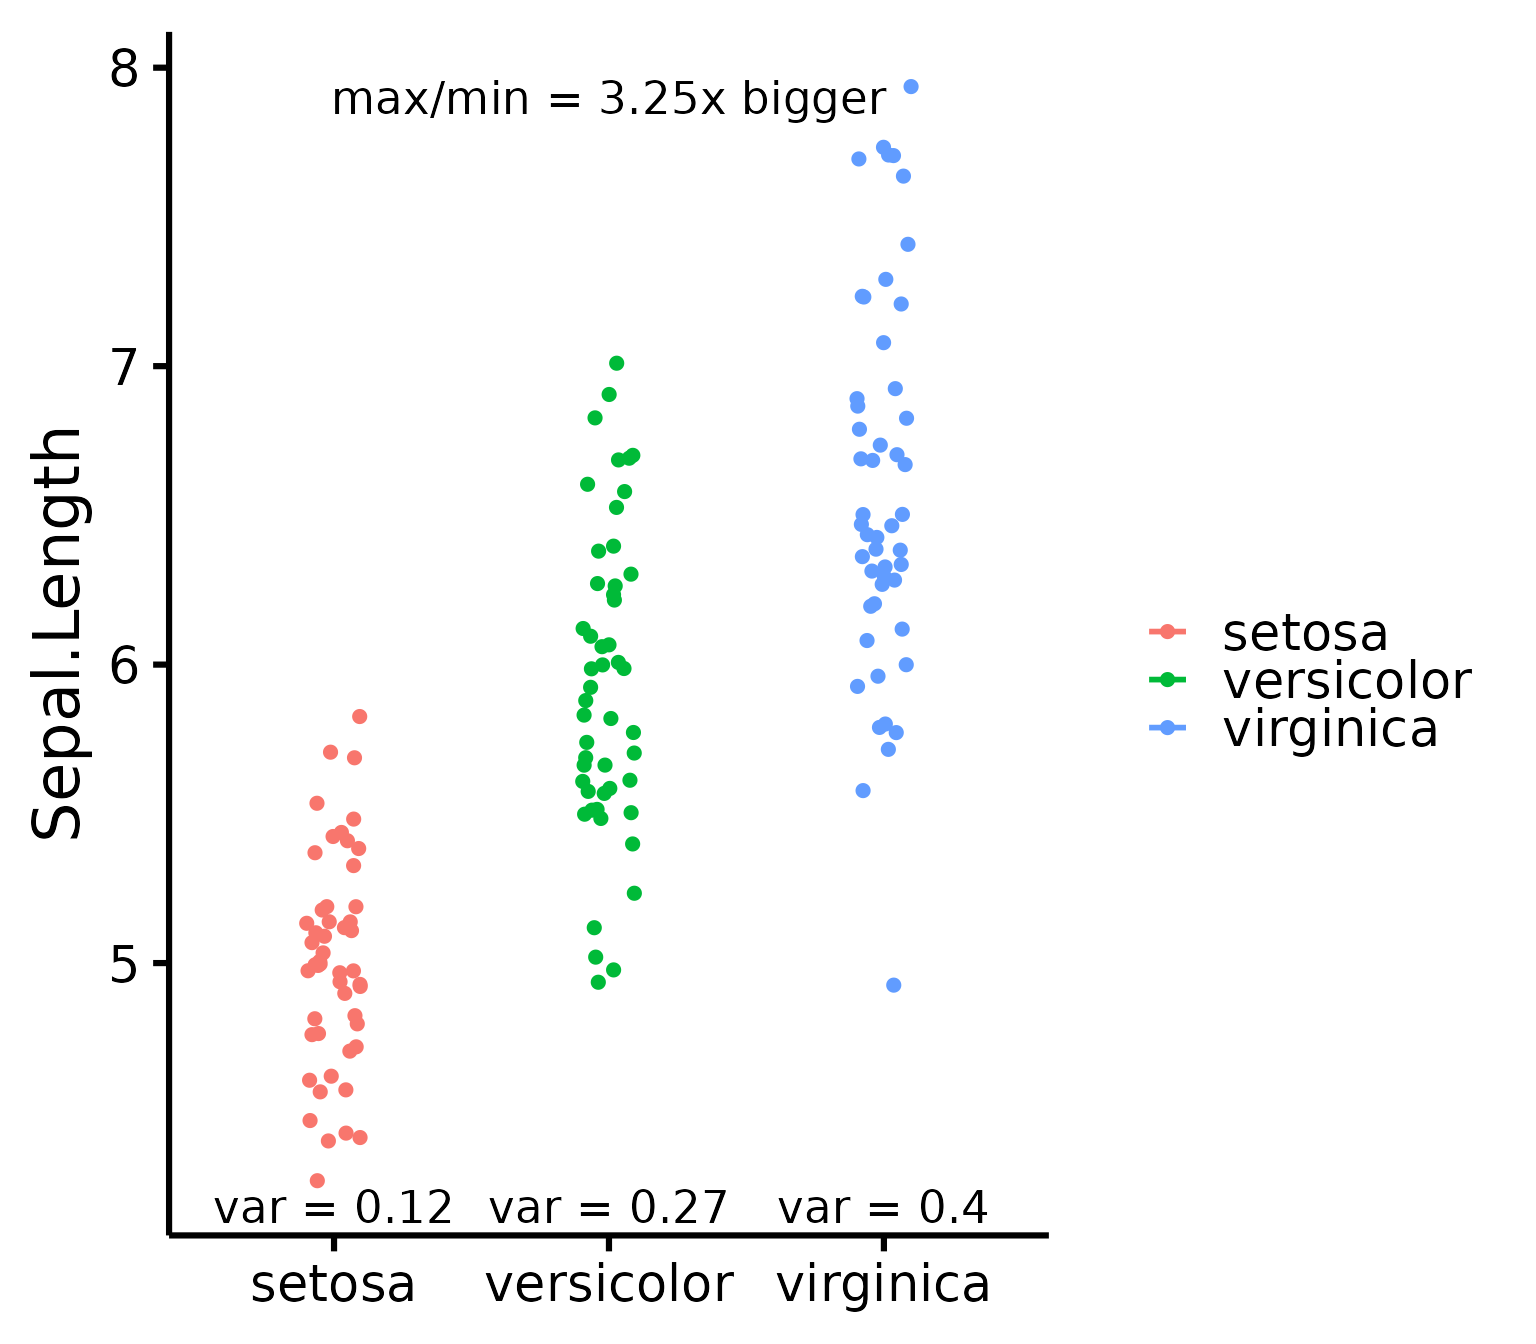 max/min = 3.25x bigger
8
7
6
5
Sepal.Length
var = 0.12 var = 0.27 var = 0.4
setosa versicolor virginica
setosa
versicolor
virginica